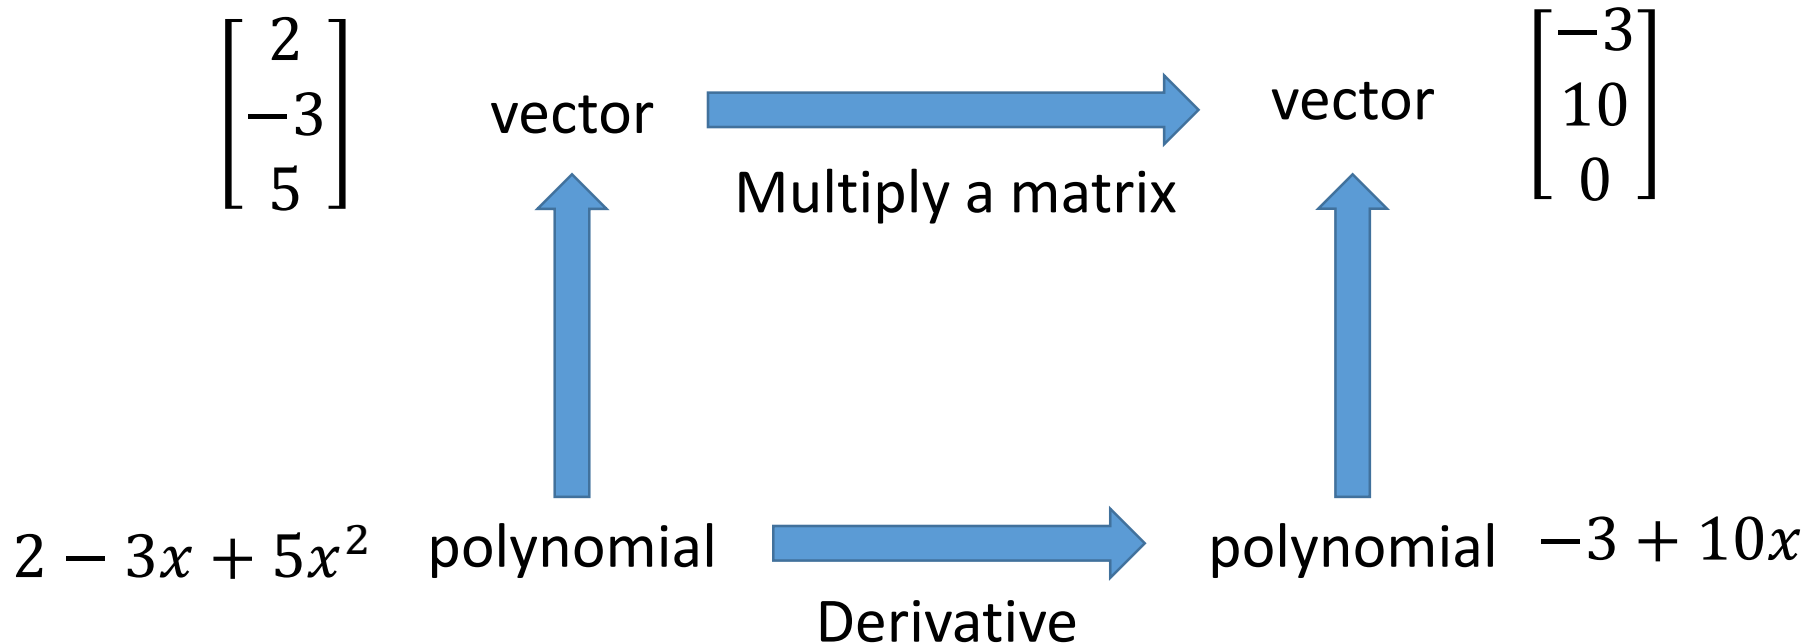 [2 −3 5] vector Multiply a matrix vector [−3 10 0]
2 − 3x + 5x² polynomial Derivative polynomial −3 + 10x